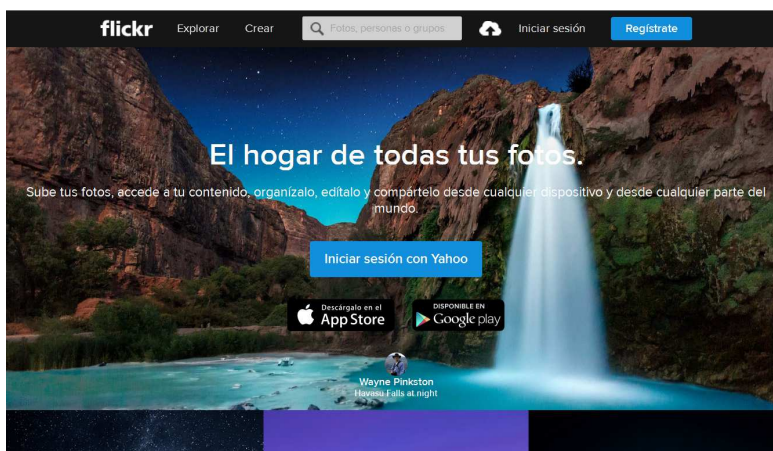 flickr Explorar Crear Fotos, personas o grupos Iniciar sesión Regístrate
El hogar de todas tus fotos.
Sube tus fotos, accede a tu contenido, organízalo, edítalo y compártelo desde cualquier dispositivo y desde cualquier parte del
mundo.
Iniciar sesión con Yahoo
Descárgalo en el
App Store
DISPONIBLE EN
Google play
Wayne Pinkston
Havasu Falls at night